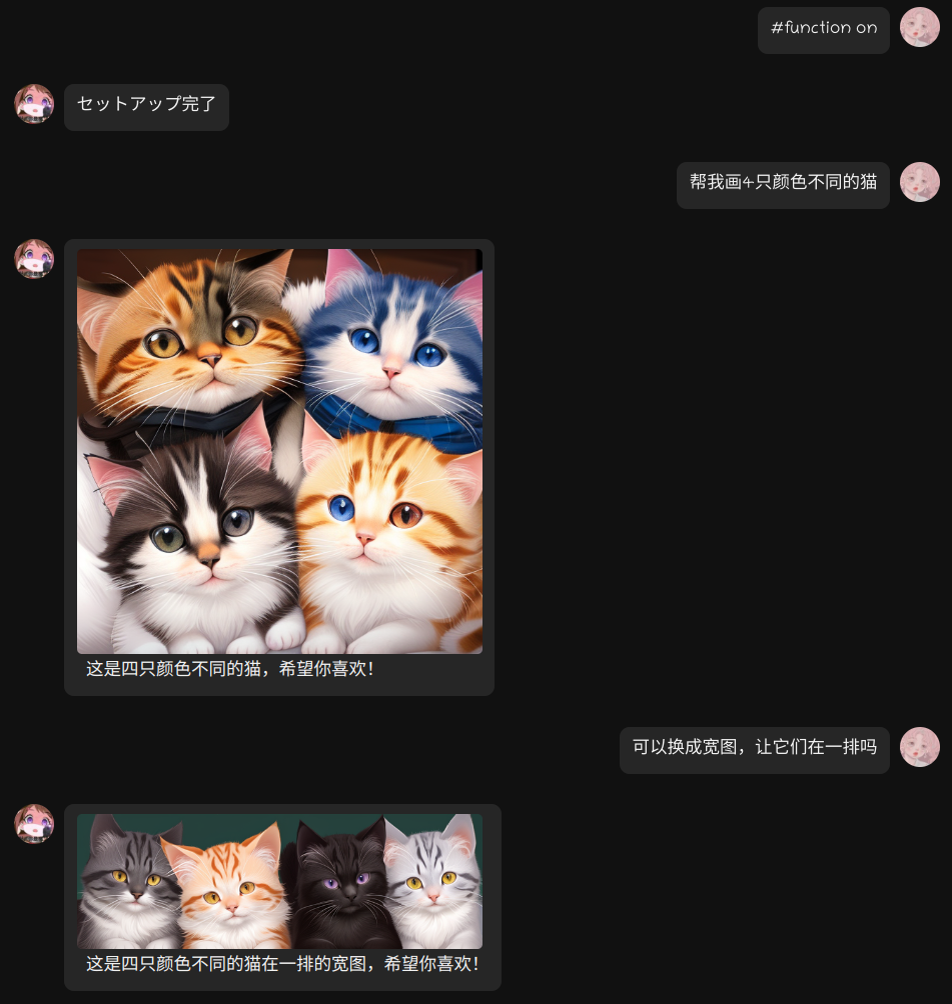 #function on
セットアップ完了
帮我画4只颜色不同的猫
这是四只颜色不同的猫，希望你喜欢！
可以换成宽图，让它们在一排吗
这是四只颜色不同的猫在一排的宽图，希望你喜欢！